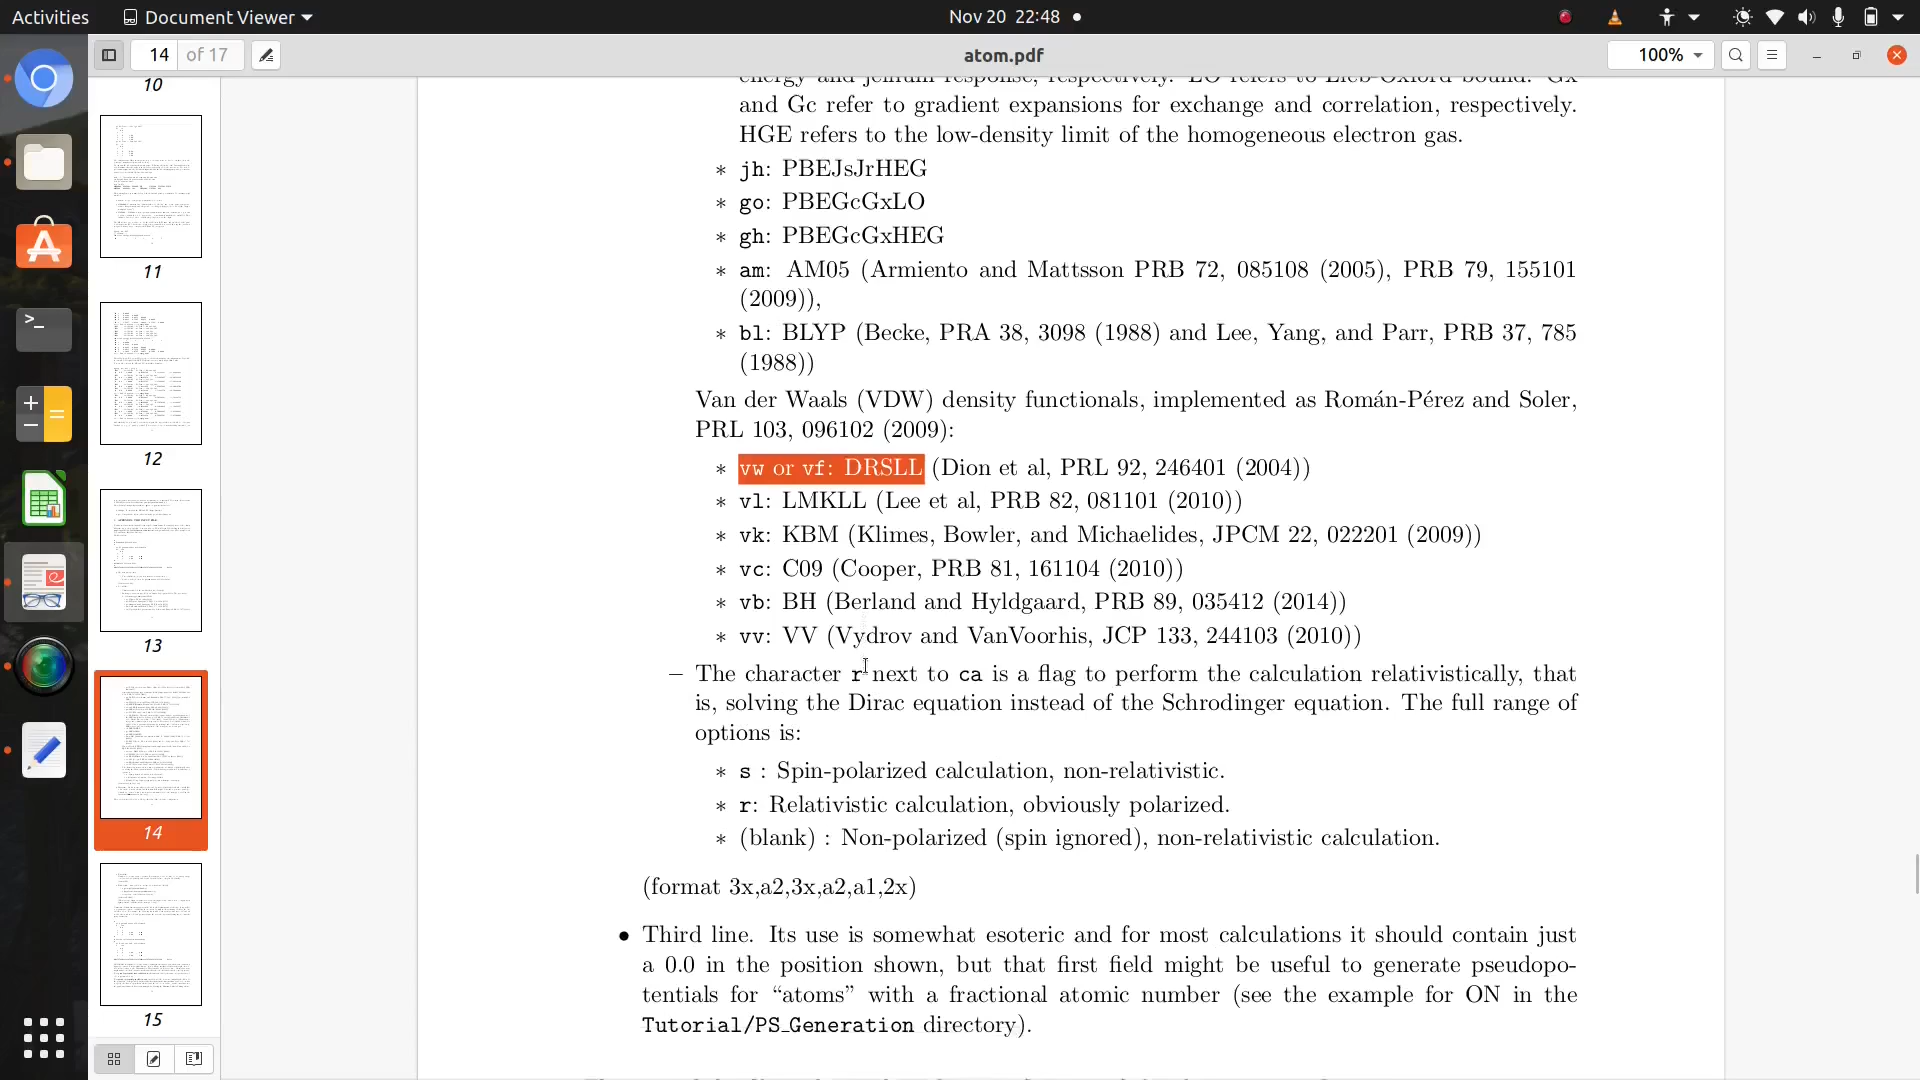 Activities
Document Viewer
Nov 20 22:48
14 of 17
atom.pdf
100%
10
11
12
13
14
15
energy and jellium response, respectively. LO refers to Lieb-Oxford bound. Gx
and Gc refer to gradient expansions for exchange and correlation, respectively.
HGE refers to the low-density limit of the homogeneous electron gas.
* jh: PBEJsJrHEG
* go: PBEGcGxLO
* gh: PBEGcGxHEG
* am: AM05 (Armiento and Mattsson PRB 72, 085108 (2005), PRB 79, 155101
(2009)),
* bl: BLYP (Becke, PRA 38, 3098 (1988) and Lee, Yang, and Parr, PRB 37, 785
(1988))
Van der Waals (VDW) density functionals, implemented as Román-Pérez and Soler,
PRL 103, 096102 (2009):
* vw or vf: DRSLL (Dion et al, PRL 92, 246401 (2004))
* vl: LMKLL (Lee et al, PRB 82, 081101 (2010))
* vk: KBM (Klimes, Bowler, and Michaelides, JPCM 22, 022201 (2009))
* vc: C09 (Cooper, PRB 81, 161104 (2010))
* vb: BH (Berland and Hyldgaard, PRB 89, 035412 (2014))
* vv: VV (Vydrov and VanVoorhis, JCP 133, 244103 (2010))
– The character r next to ca is a flag to perform the calculation relativistically, that
is, solving the Dirac equation instead of the Schrodinger equation. The full range of
options is:
* s : Spin-polarized calculation, non-relativistic.
* r: Relativistic calculation, obviously polarized.
* (blank) : Non-polarized (spin ignored), non-relativistic calculation.
(format 3x,a2,3x,a2,a1,2x)
• Third line. Its use is somewhat esoteric and for most calculations it should contain just
a 0.0 in the position shown, but that first field might be useful to generate pseudopo-
tentials for “atoms” with a fractional atomic number (see the example for ON in the
Tutorial/PS_Generation directory).